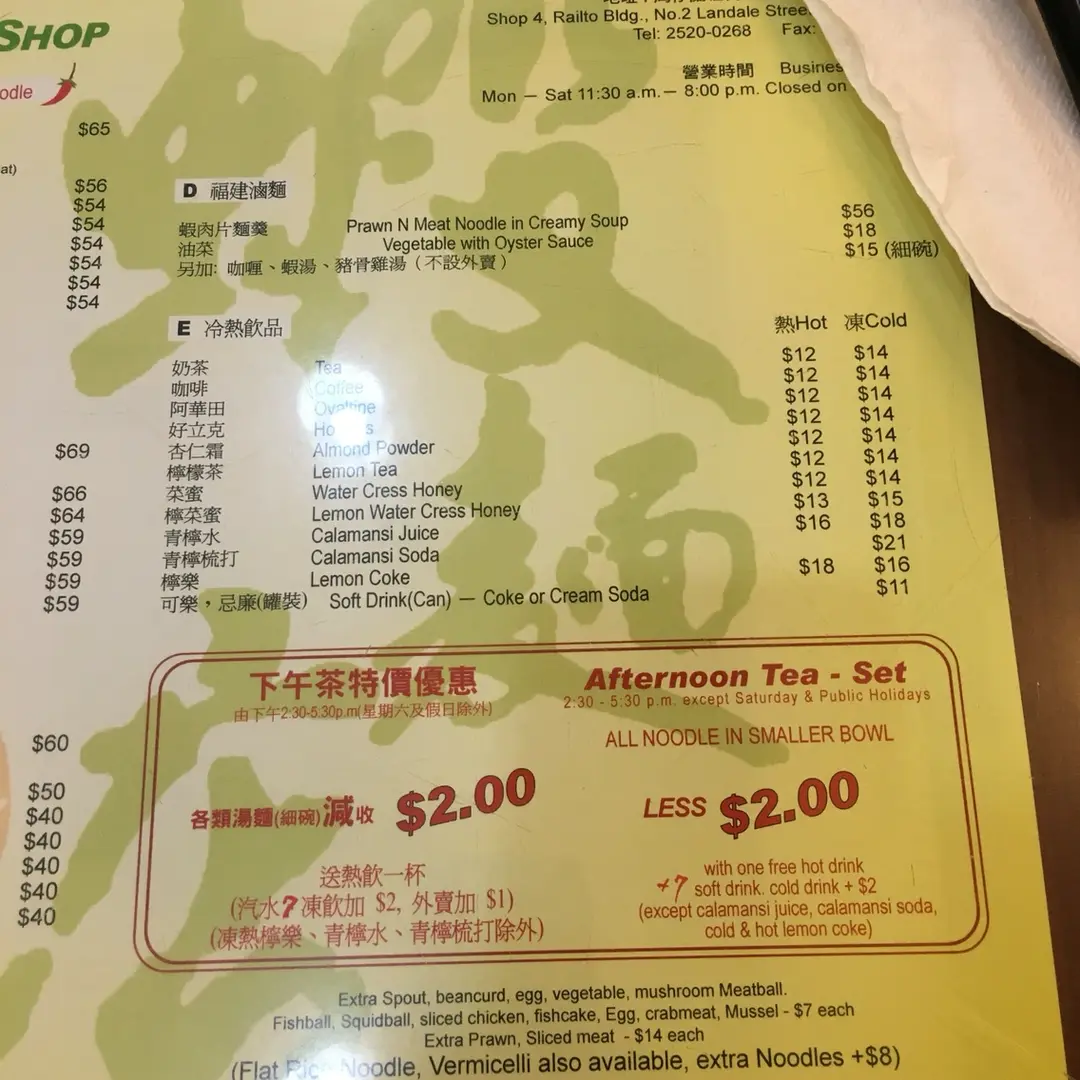 SHOP
Shop 4, Railto Bldg., No.2 Landale Stree
Tel: 2520-0268 Fax:
營業時間 Busines
Mon — Sat 11:30 a.m.— 8:00 p.m. Closed on
odle
$65
at)
$56
$54
$54
$54
$54
$54
$54
D 福建滷麵
蝦肉片麵羹 Prawn N Meat Noodle in Creamy Soup $56
油菜 Vegetable with Oyster Sauce $18
另加: 咖喱、蝦湯、豬骨雞湯（不設外賣） $15 (細碗)
E 冷熱飲品 熱Hot 凍Cold
奶茶 Tea $12 $14
咖啡 Coffee $12 $14
阿華田 Ovaltine $12 $14
好立克 Ho s $12 $14
杏仁霜 Almond Powder $12 $14
檸檬茶 Lemon Tea $12 $14
菜蜜 Water Cress Honey $12 $14
檸菜蜜 Lemon Water Cress Honey $13 $15
青檸水 Calamansi Juice $16 $18
青檸梳打 Calamansi Soda $21
檸樂 Lemon Coke $18 $16
可樂，忌廉(罐裝) Soft Drink(Can) — Coke or Cream Soda $11
$69
$66
$64
$59
$59
$59
$59
$60
$50
$40
$40
$40
$40
$40
下午茶特價優惠
由下午2:30-5:30p.m(星期六及假日除外)
各類湯麵(細碗)減收 $2.00
送熱飲一杯
(汽水7凍飲加 $2, 外賣加 $1)
(凍熱檸樂、青檸水、青檸梳打除外)
Afternoon Tea - Set
2:30 - 5:30 p.m. except Saturday & Public Holidays
ALL NOODLE IN SMALLER BOWL
LESS $2.00
with one free hot drink
+7 soft drink. cold drink + $2
(except calamansi juice, calamansi soda,
cold & hot lemon coke)
Extra Spout, beancurd, egg, vegetable, mushroom Meatball.
Fishball, Squidball, sliced chicken, fishcake, Egg, crabmeat, Mussel - $7 each
Extra Prawn, Sliced meat - $14 each
(Flat Rice Noodle, Vermicelli also available, extra Noodles +$8)